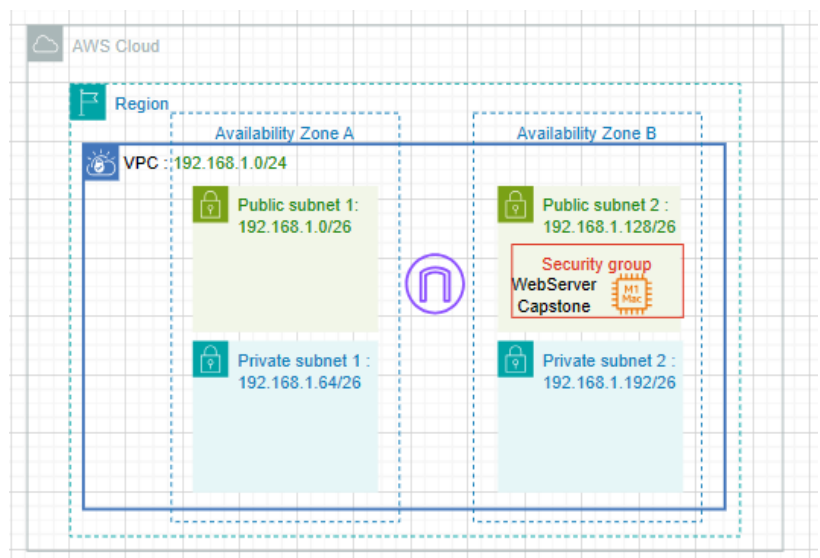 AWS Cloud
Region
Availability Zone A
Availability Zone B
VPC : 192.168.1.0/24
Public subnet 1:
192.168.1.0/26
Public subnet 2 :
192.168.1.128/26
Security group
WebServer
Capstone
M1
Mac
Private subnet 1 :
192.168.1.64/26
Private subnet 2 :
192.168.1.192/26